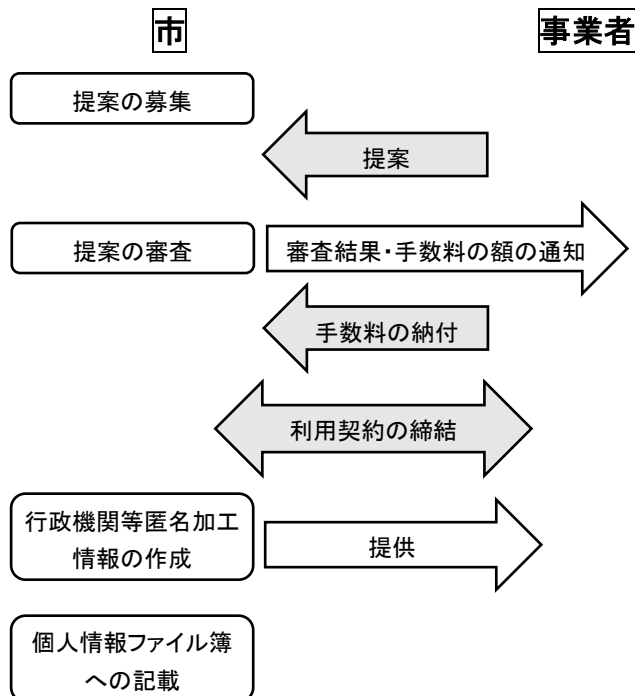 市
事業者
提案の募集
提案
提案の審査
審査結果・手数料の額の通知
手数料の納付
利用契約の締結
行政機関等匿名加工
情報の作成
提供
個人情報ファイル簿
への記載